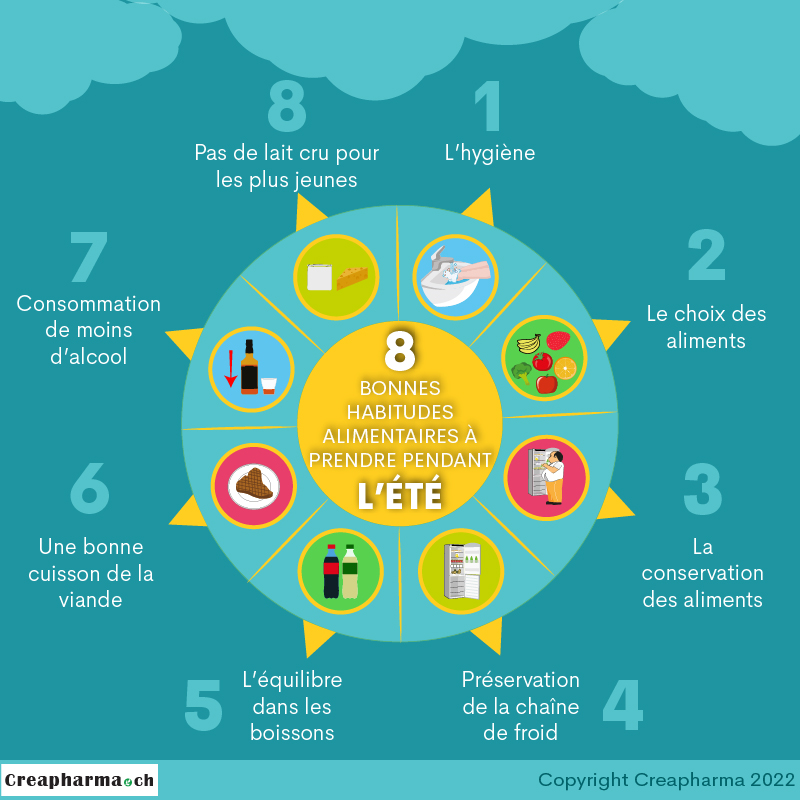 8
BONNES
HABITUDES
ALIMENTAIRES À
PRENDRE PENDANT
L'ÉTÉ
1
L'hygiène
2
Le choix des
aliments
3
La
conservation
des aliments
4
Préservation
de la chaîne
de froid
5
L'équilibre
dans les
boissons
6
Une bonne
cuisson de la
viande
7
Consommation
de moins
d'alcool
8
Pas de lait cru pour
les plus jeunes
Creapharma.ch
Copyright Creapharma 2022